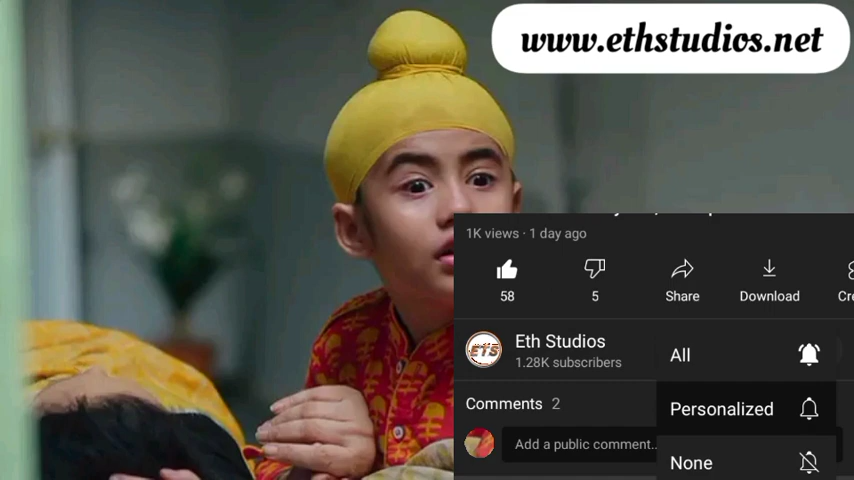 www.ethstudios.net
1K views · 1 day ago
58
5
Share
Download
Cre
ETS
Eth Studios
1.28K subscribers
All
Comments 2
Personalized
Add a public comment..
None